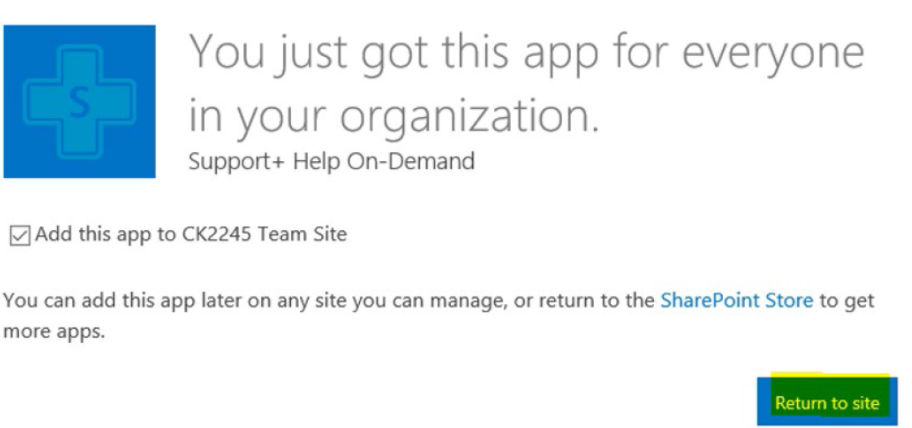 S
You just got this app for everyone
in your organization.
Support+ Help On-Demand
Add this app to CK2245 Team Site
You can add this app later on any site you can manage, or return to the SharePoint Store to get
more apps.
Return to site